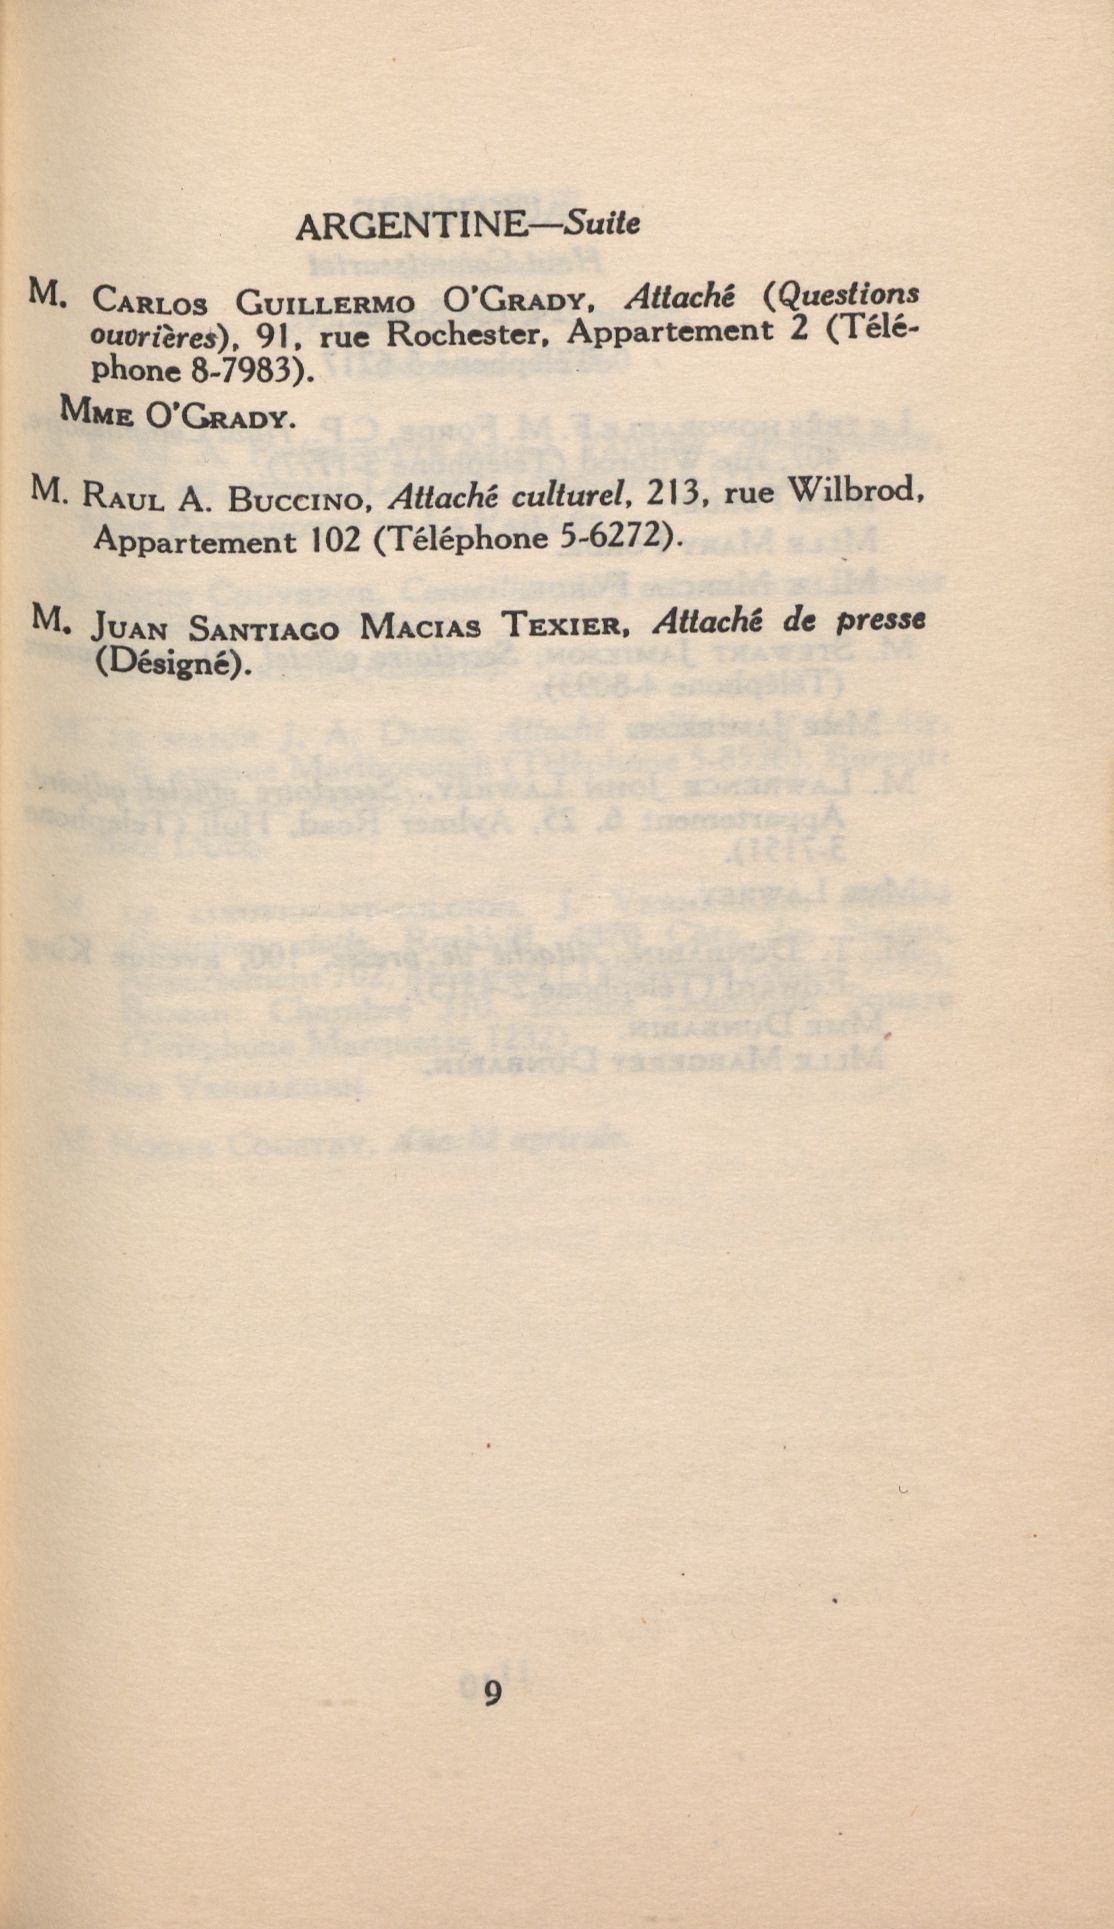 ARGENTINE—Suite
M. CARLOS GUILLERMO O'GRADY, Attaché (Questions
ouvrières), 91, rue Rochester, Appartement 2 (Télé-
phone 8-7983).
MME O'GRADY.
M. RAUL A. BUCCINO, Attaché culturel, 213, rue Wilbrod,
Appartement 102 (Téléphone 5-6272).
M. JUAN SANTIAGO MACIAS TEXIER, Attaché de presse
(Désigné).
9